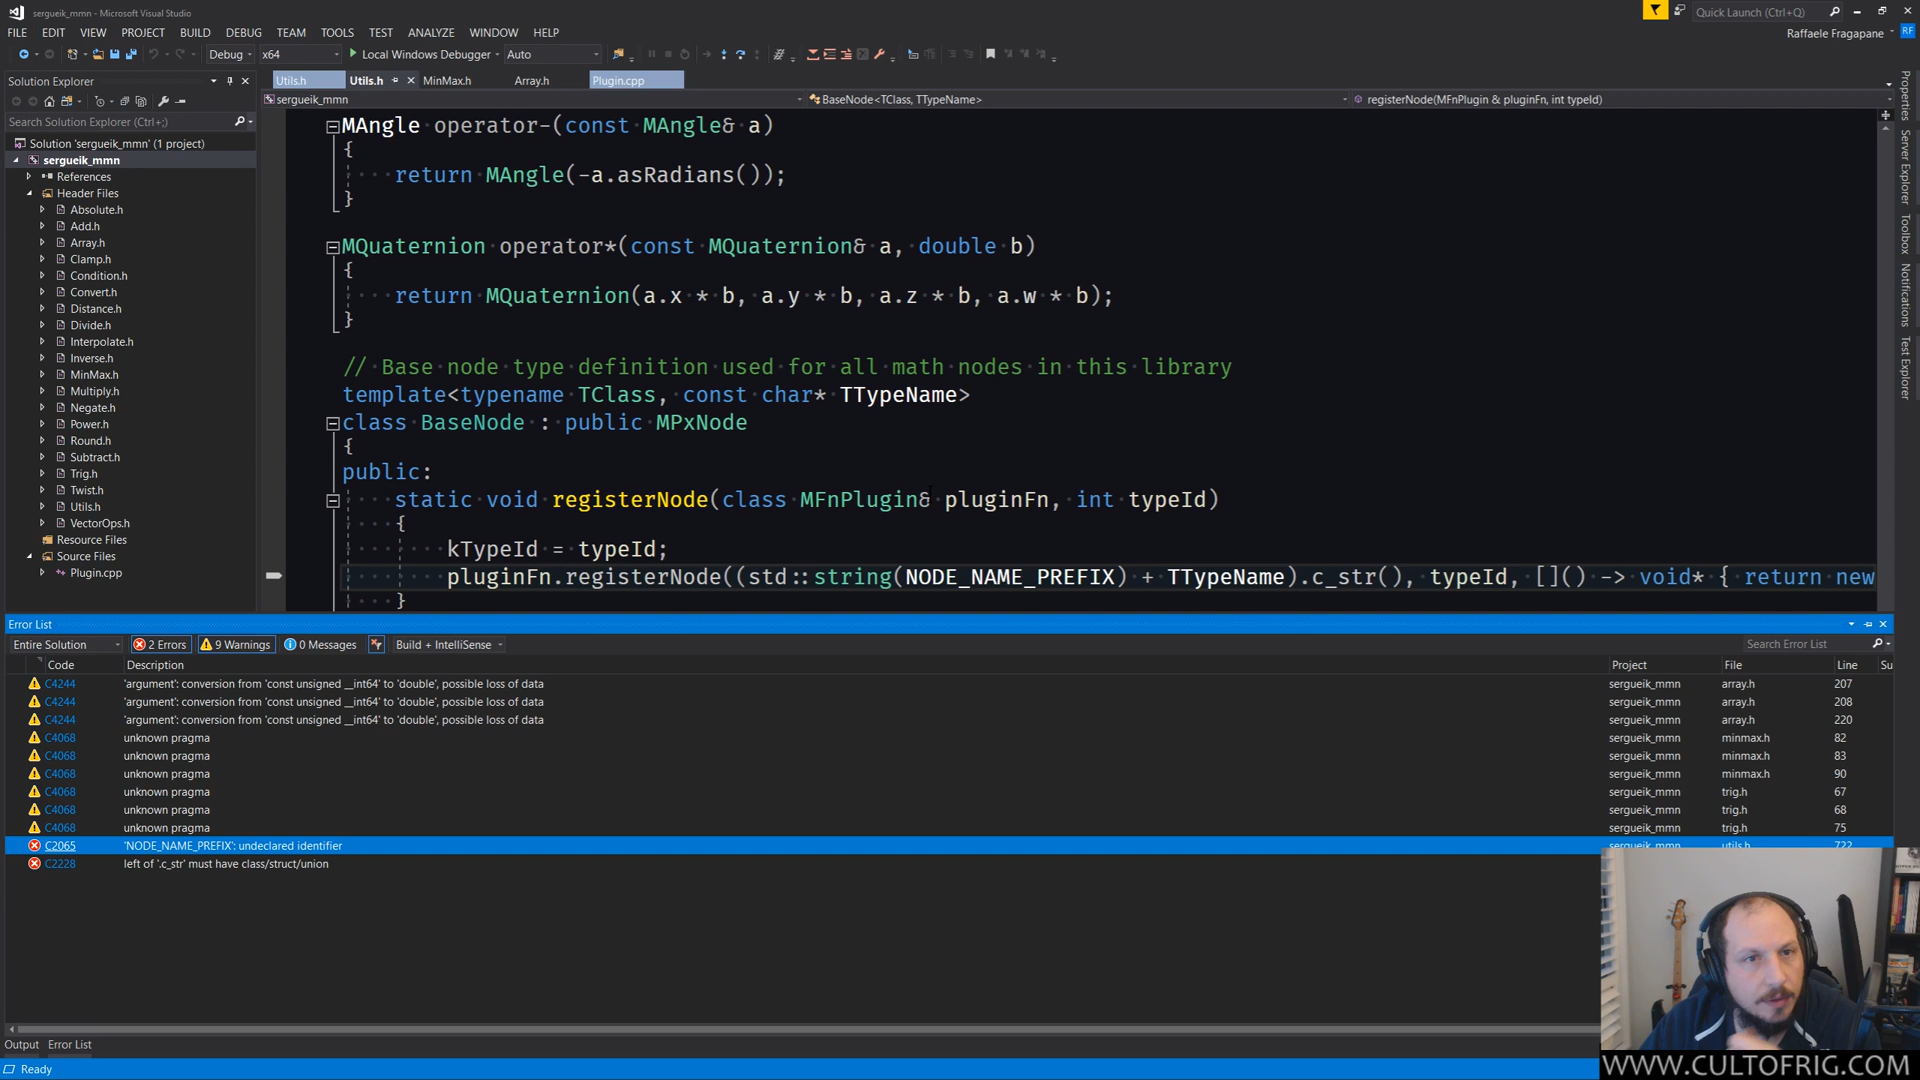 sergueik_mmn - Microsoft Visual Studio
Quick Launch (Ctrl+Q)
FILE EDIT VIEW PROJECT BUILD DEBUG TEAM TOOLS TEST ANALYZE WINDOW HELP
Raffaele Fragapane RF
Debug x64 Local Windows Debugger Auto
Solution Explorer
Utils.h Utils.h MinMax.h Array.h Plugin.cpp
sergueik_mmn BaseNode<TClass, TTypeName> registerNode(MFnPlugin & pluginFn, int typeId)
Search Solution Explorer (Ctrl+;)
Solution 'sergueik_mmn' (1 project)
sergueik_mmn
References
Header Files
Absolute.h
Add.h
Array.h
Clamp.h
Condition.h
Convert.h
Distance.h
Divide.h
Interpolate.h
Inverse.h
MinMax.h
Multiply.h
Negate.h
Power.h
Round.h
Subtract.h
Trig.h
Twist.h
Utils.h
VectorOps.h
Resource Files
Source Files
Plugin.cpp
MAngle operator-(const MAngle& a)
{
return MAngle(-a.asRadians());
}
MQuaternion operator*(const MQuaternion& a, double b)
{
return MQuaternion(a.x * b, a.y * b, a.z * b, a.w * b);
}
// Base node type definition used for all math nodes in this library
template<typename TClass, const char* TTypeName>
class BaseNode : public MPxNode
{
public:
static void registerNode(class MFnPlugin& pluginFn, int typeId)
{
kTypeId = typeId;
pluginFn.registerNode((std::string(NODE_NAME_PREFIX) + TTypeName).c_str(), typeId, []() -> void* { return new
}
Properties
Server Explorer
Toolbox
Notifications
Test Explorer
Error List
Entire Solution 2 Errors 9 Warnings 0 Messages Build + IntelliSense Search Error List
Code Description Project File Line Su
C4244 'argument': conversion from 'const unsigned __int64' to 'double', possible loss of data sergueik_mmn array.h 207
C4244 'argument': conversion from 'const unsigned __int64' to 'double', possible loss of data sergueik_mmn array.h 208
C4244 'argument': conversion from 'const unsigned __int64' to 'double', possible loss of data sergueik_mmn array.h 220
C4068 unknown pragma sergueik_mmn minmax.h 82
C4068 unknown pragma sergueik_mmn minmax.h 83
C4068 unknown pragma sergueik_mmn minmax.h 90
C4068 unknown pragma sergueik_mmn trig.h 67
C4068 unknown pragma sergueik_mmn trig.h 68
C4068 unknown pragma sergueik_mmn trig.h 75
C2065 'NODE_NAME_PREFIX': undeclared identifier sergueik_mmn utils.h 722
C2228 left of '.c_str' must have class/struct/union
Output Error List
Ready
WWW.CULTOFRIG.COM